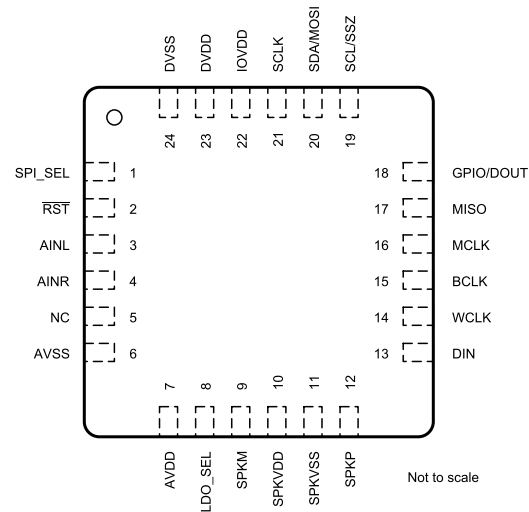 DVSS
DVDD
IOVDD
SCLK
SDA/MOSI
SCL/SSZ
24
23
22
21
20
19
SPI_SEL 1
RST 2
AINL 3
AINR 4
NC 5
AVSS 6
18 GPIO/DOUT
17 MISO
16 MCLK
15 BCLK
14 WCLK
13 DIN
7
8
9
10
11
12
AVDD
LDO_SEL
SPKM
SPKVDD
SPKVSS
SPKP
Not to scale